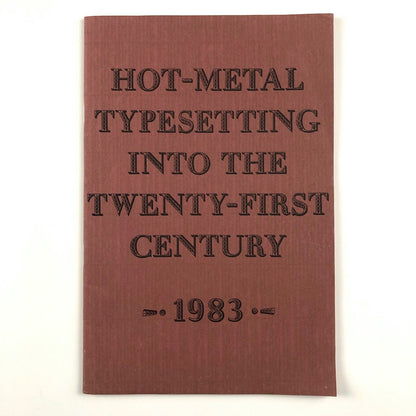 HOT-METAL
TYPESETTING
INTO THE
TWENTY-FIRST
CENTURY
1983